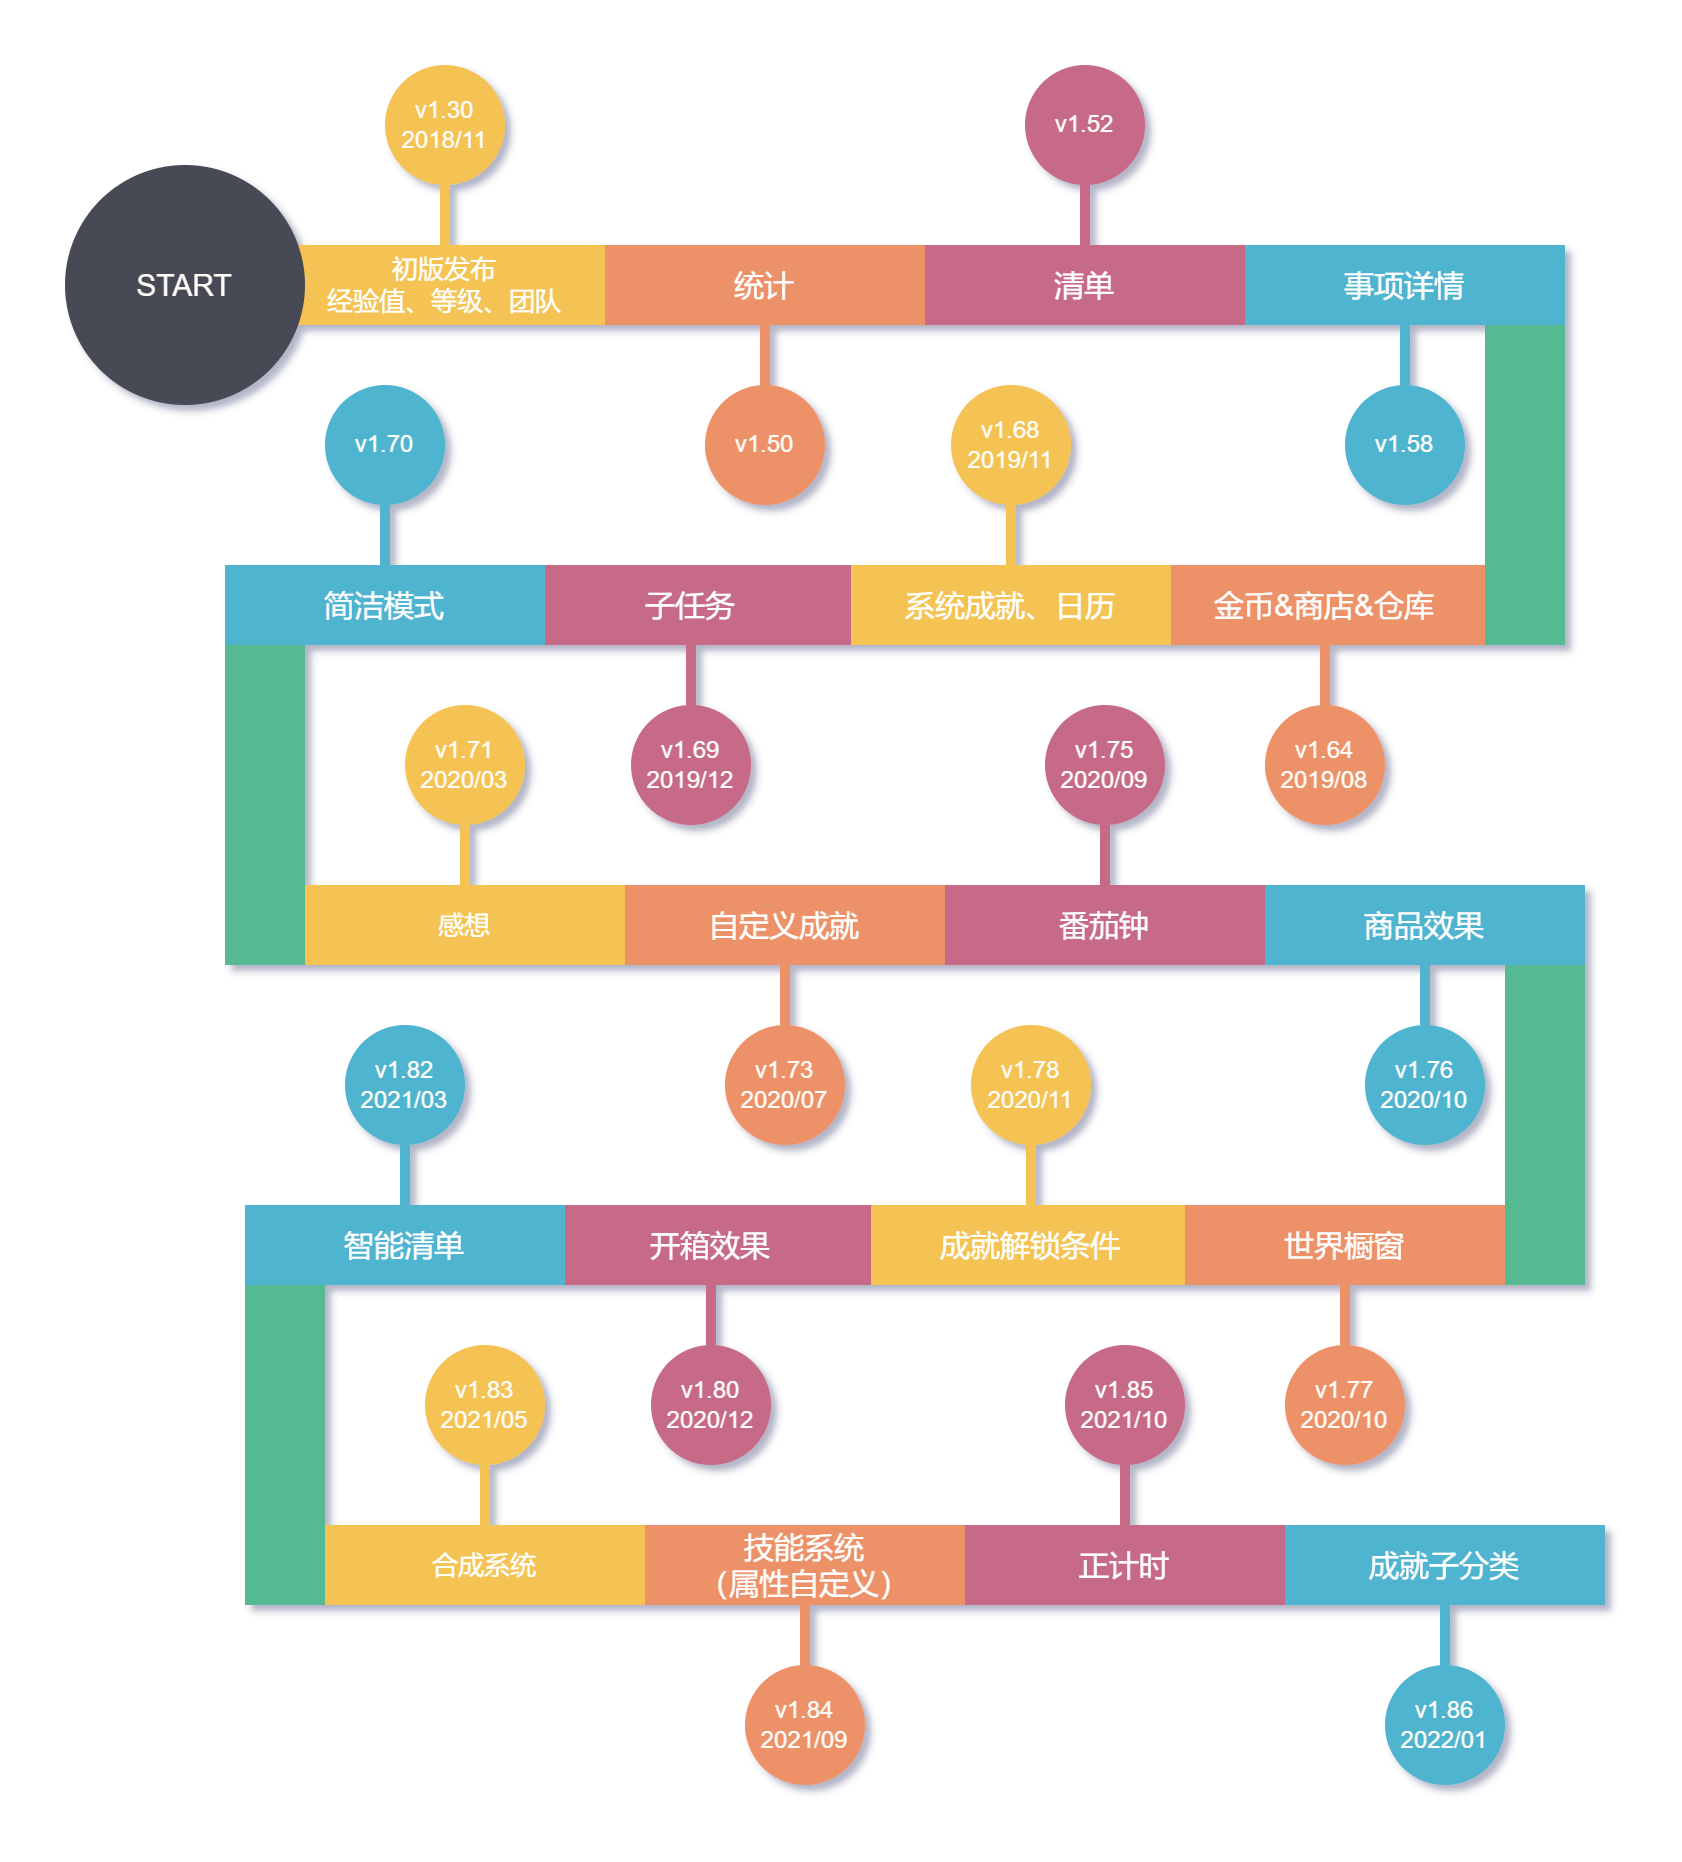 v1.30
2018/11
v1.52
START
初版发布
经验值、等级、团队
统计
清单
事项详情
v1.70
v1.50
v1.68
2019/11
v1.58
简洁模式
子任务
系统成就、日历
金币&商店&仓库
v1.71
2020/03
v1.69
2019/12
v1.75
2020/09
v1.64
2019/08
感想
自定义成就
番茄钟
商品效果
v1.82
2021/03
v1.73
2020/07
v1.78
2020/11
v1.76
2020/10
智能清单
开箱效果
成就解锁条件
世界橱窗
v1.83
2021/05
v1.80
2020/12
v1.85
2021/10
v1.77
2020/10
合成系统
技能系统
（属性自定义）
正计时
成就子分类
v1.84
2021/09
v1.86
2022/01